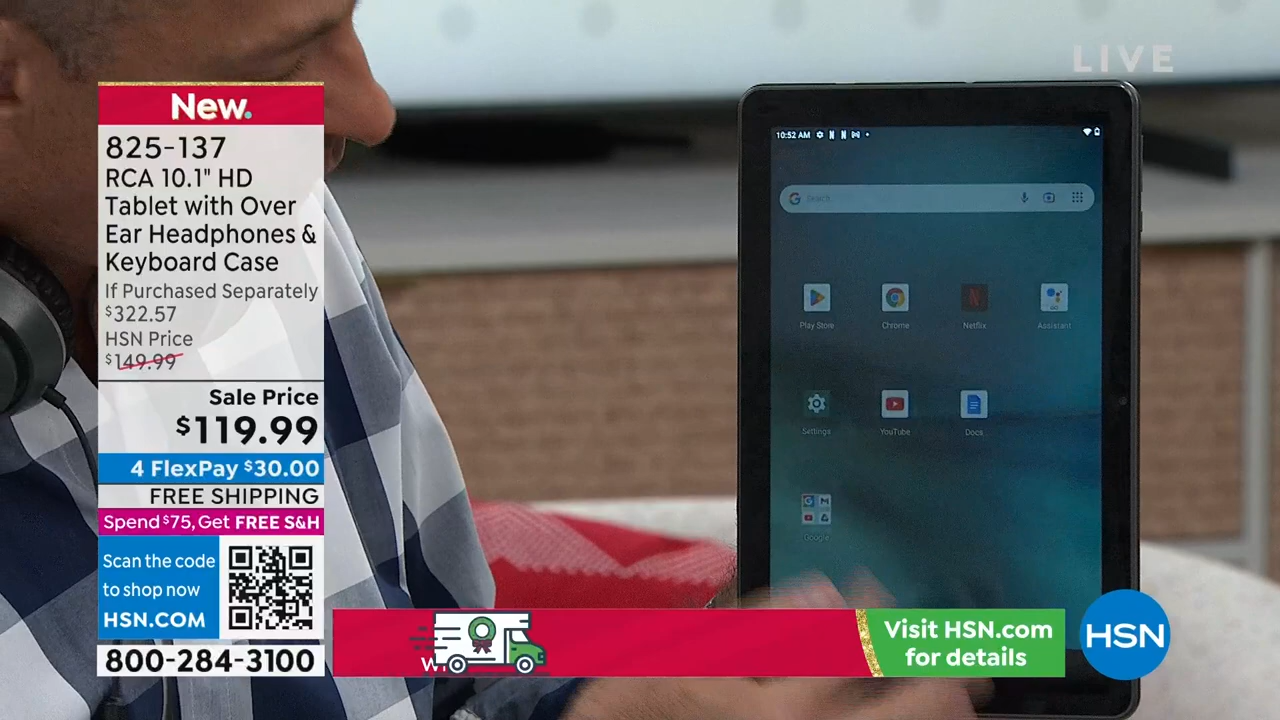 LIVE
New.
825-137
RCA 10.1" HD
Tablet with Over
Ear Headphones &
Keyboard Case
If Purchased Separately
$322.57
HSN Price
$149.99
Sale Price
$119.99
4 FlexPay $30.00
FREE SHIPPING
Spend $75, Get FREE S&H
Scan the code
to shop now
HSN.COM
800-284-3100
10:52 AM
Search
Play Store
Chrome
Netflix
Assistant
Settings
YouTube
Docs
Google
Visit HSN.com
for details
HSN